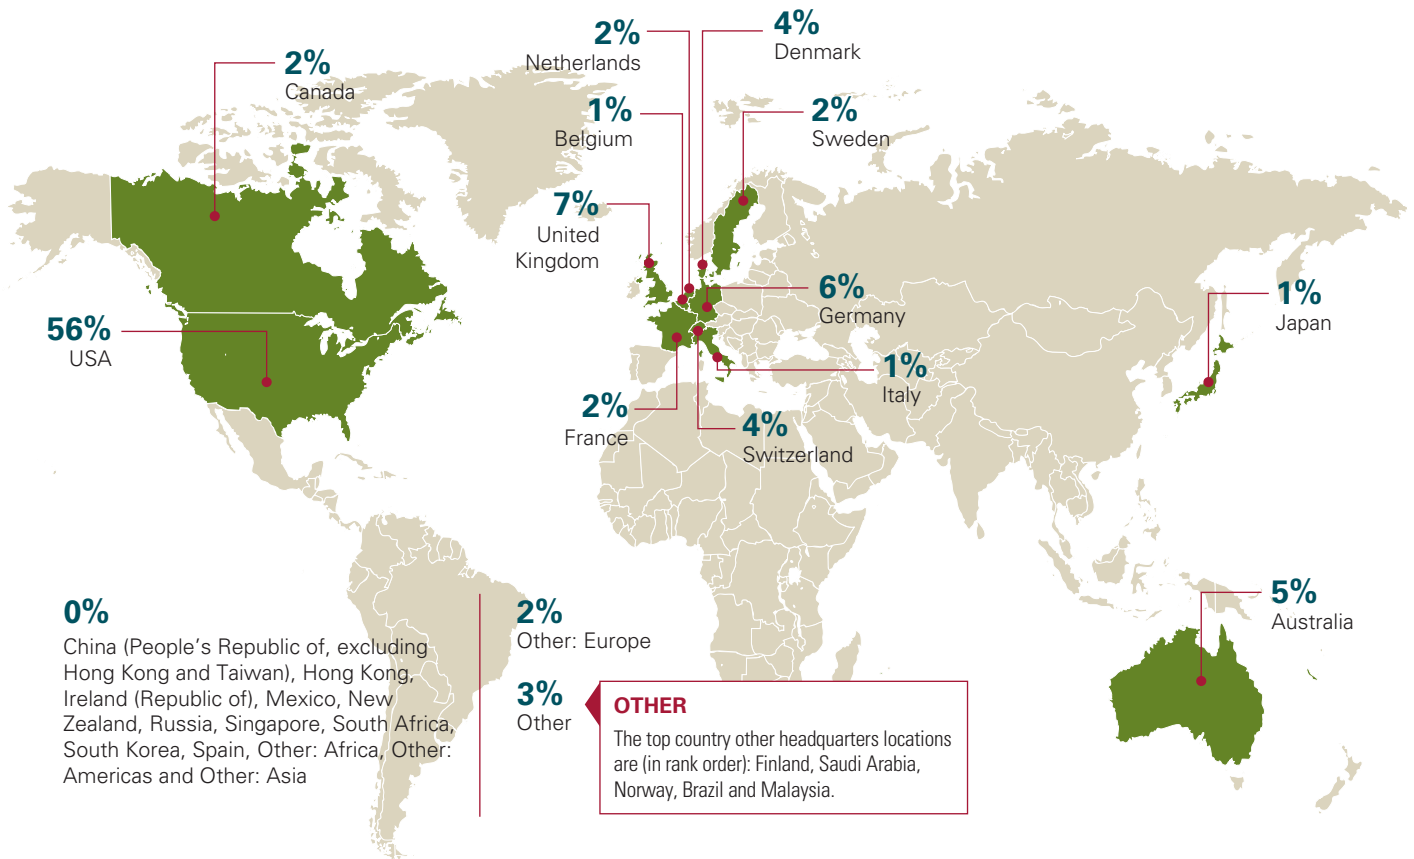 2%
Canada
2%
Netherlands
4%
Denmark
1%
Belgium
2%
Sweden
7%
United
Kingdom
6%
Germany
1%
Japan
56%
USA
1%
Italy
2%
France
4%
Switzerland
5%
Australia
0%
China (People's Republic of, excluding
Hong Kong and Taiwan), Hong Kong,
Ireland (Republic of), Mexico, New
Zealand, Russia, Singapore, South Africa,
South Korea, Spain, Other: Africa, Other:
Americas and Other: Asia
2%
Other: Europe
3%
Other
OTHER
The top country other headquarters locations
are (in rank order): Finland, Saudi Arabia,
Norway, Brazil and Malaysia.